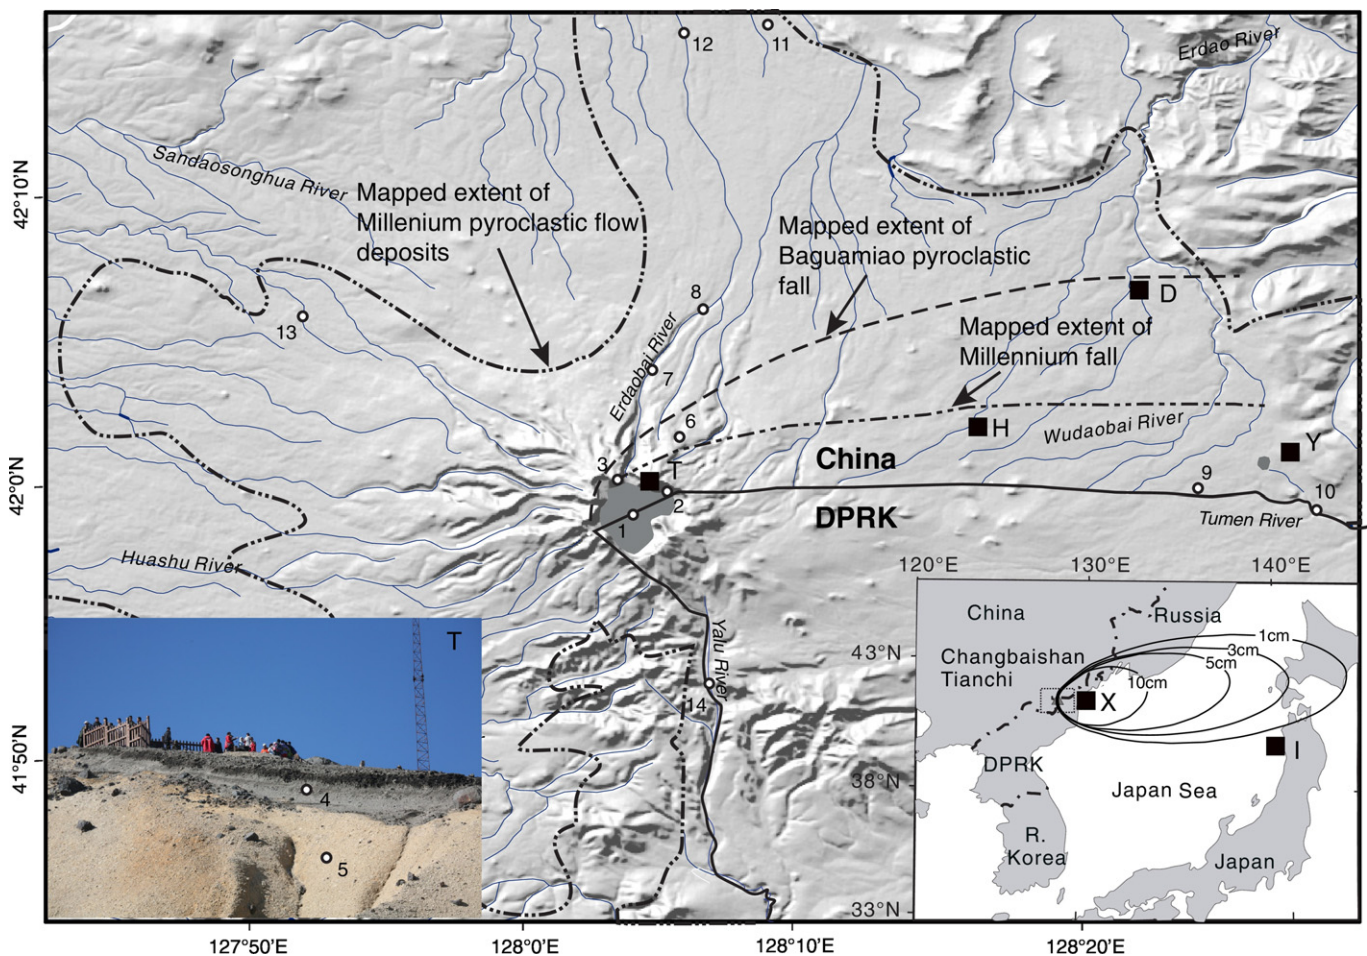 12
11
Erdao River
42°10'N
Sandaosonghua River
Mapped extent of
Millenium pyroclastic flow
deposits
Mapped extent of
Baguamiao pyroclastic
fall
D
8
13
Mapped extent of
Millennium fall
Erdaobai River
7
6
H
Wudaobai River
Y
China
3
T
9
42°0'N
2
10
DPRK
1
Tumen River
Huashu River
120°E
130°E
140°E
China
Russia
Yalu River
T
43°N
1cm
3cm
5cm
10cm
Changbaishan
Tianchi
X
14
I
41°50'N
DPRK
38°N
4
Japan Sea
R.
Korea
Japan
5
33°N
127°50'E
128°0'E
128°10'E
128°20'E